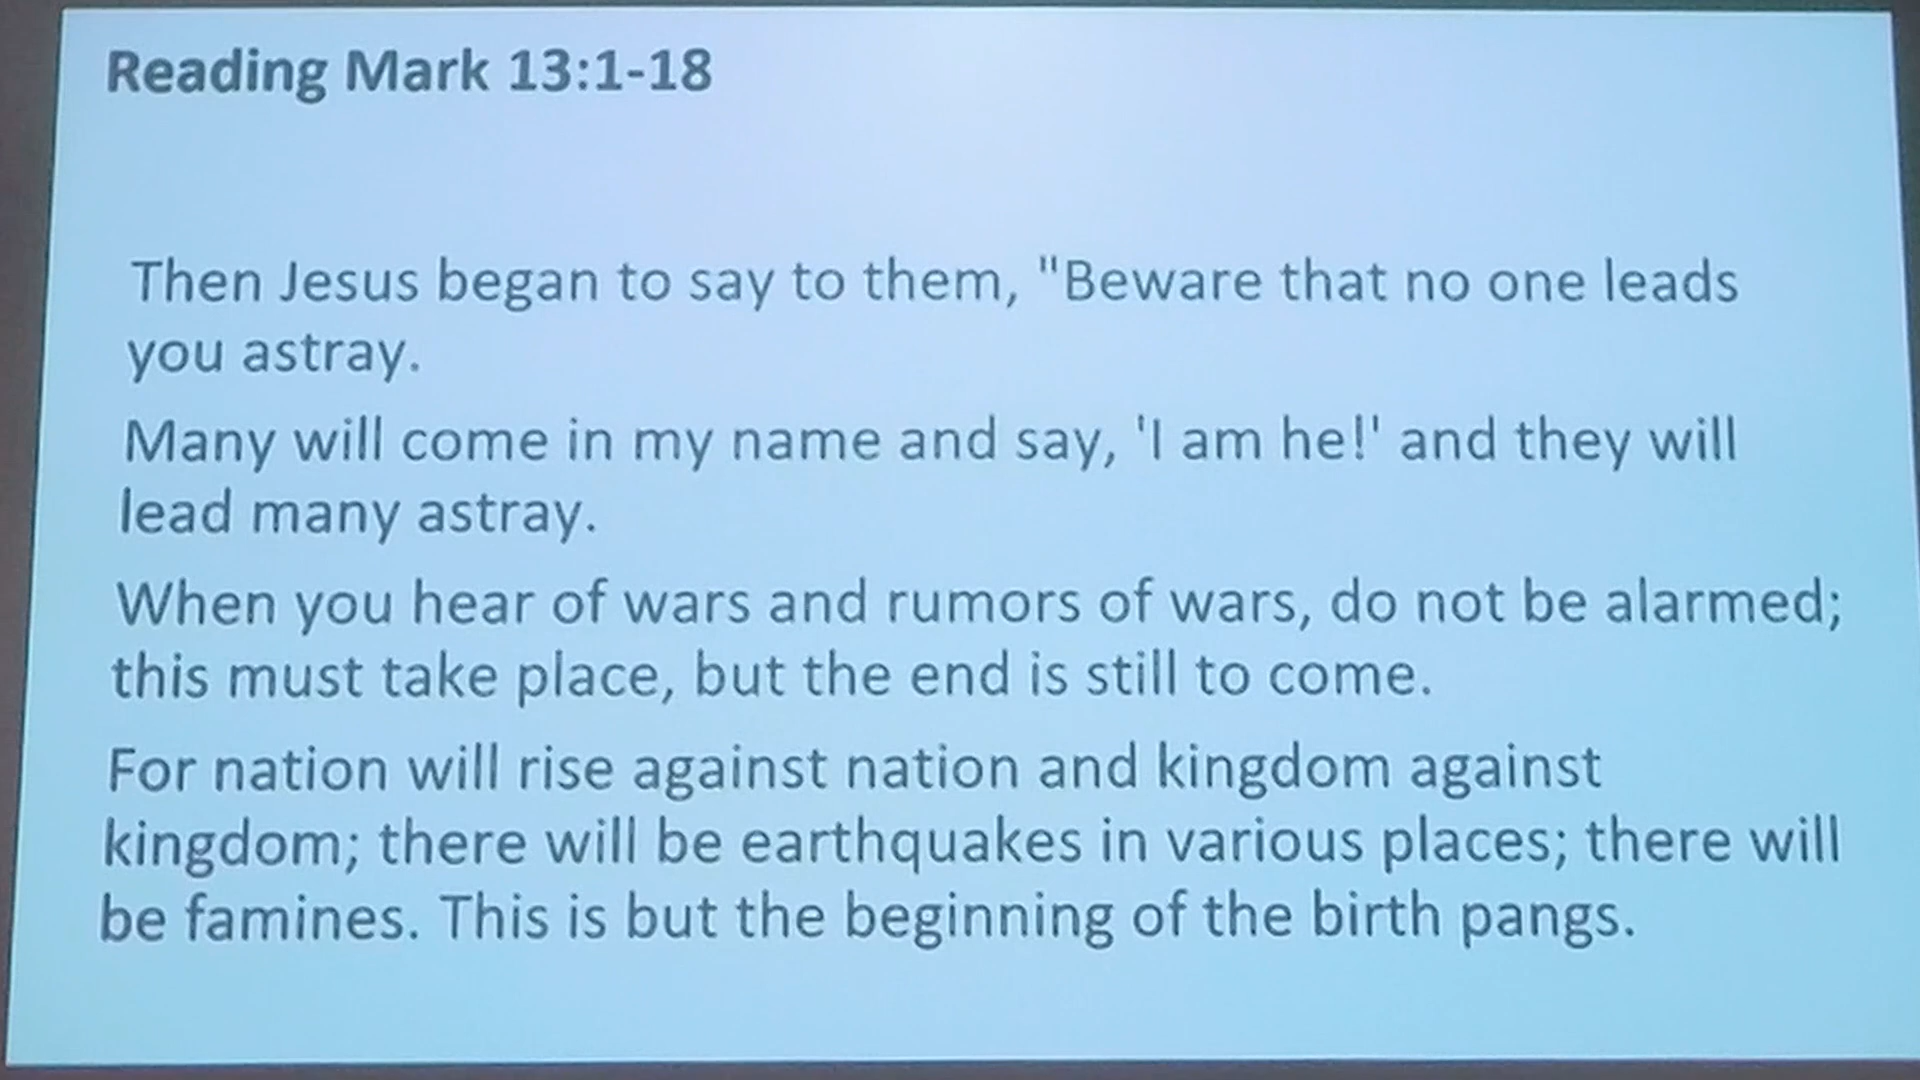 Reading Mark 13:1-18
Then Jesus began to say to them, "Beware that no one leads
you astray.
Many will come in my name and say, 'I am he!' and they will
lead many astray.
When you hear of wars and rumors of wars, do not be alarmed;
this must take place, but the end is still to come.
For nation will rise against nation and kingdom against
kingdom; there will be earthquakes in various places; there will
be famines. This is but the beginning of the birth pangs.